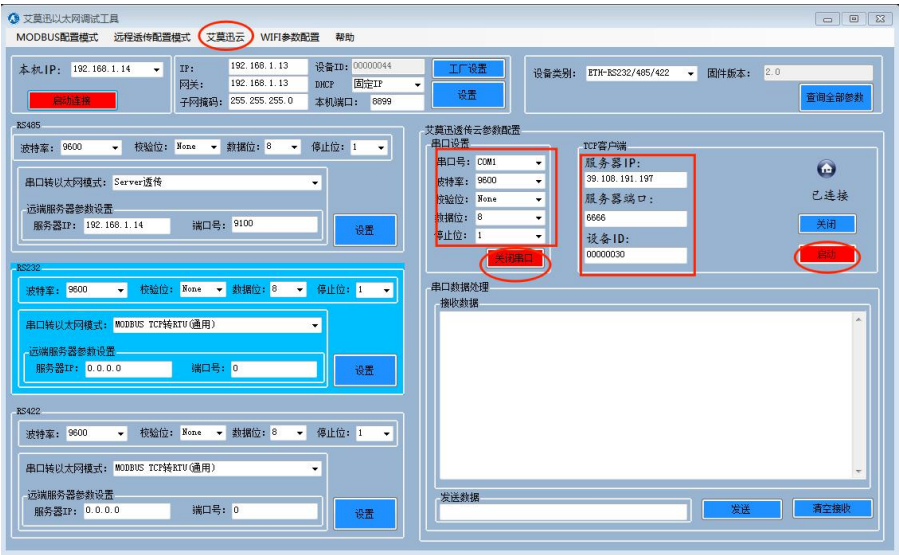 艾莫迅以太网调试工具
MODBUS配置模式 远程透传配置模式 艾莫迅云 WIFI参数配置 帮助
本机IP: 192.168.1.14
启动连接
IP: 192.168.1.13 设备ID: 00000044
网关: 192.168.1.13 DHCP 固定IP
子网掩码: 255.255.255.0 本机端口: 8899
工厂设置
设置
设备类别: ETH-RS232/485/422 固件版本: 2.0
查询全部参数
RS485
波特率: 9600 校验位: None 数据位: 8 停止位: 1
串口转以太网模式: Server透传
远端服务器参数设置
服务器IP: 192.168.1.14 端口号: 9100
设置
RS232
波特率: 9600 校验位: None 数据位: 8 停止位: 1
串口转以太网模式: MODBUS TCP转RTU(通用)
远端服务器参数设置
服务器IP: 0.0.0.0 端口号: 0
设置
RS422
波特率: 9600 校验位: None 数据位: 8 停止位: 1
串口转以太网模式: MODBUS TCP转RTU(通用)
远端服务器参数设置
服务器IP: 0.0.0.0 端口号: 0
设置
艾莫迅透传云参数配置
串口设置
串口号: COM1
波特率: 9600
校验位: None
数据位: 8
停止位: 1
关闭串口
TCP客户端
服务器IP:
39.108.191.197
服务器端口:
6666
设备ID:
00000030
已连接
关闭
启动
串口数据处理
接收数据
发送数据
发送
清空接收